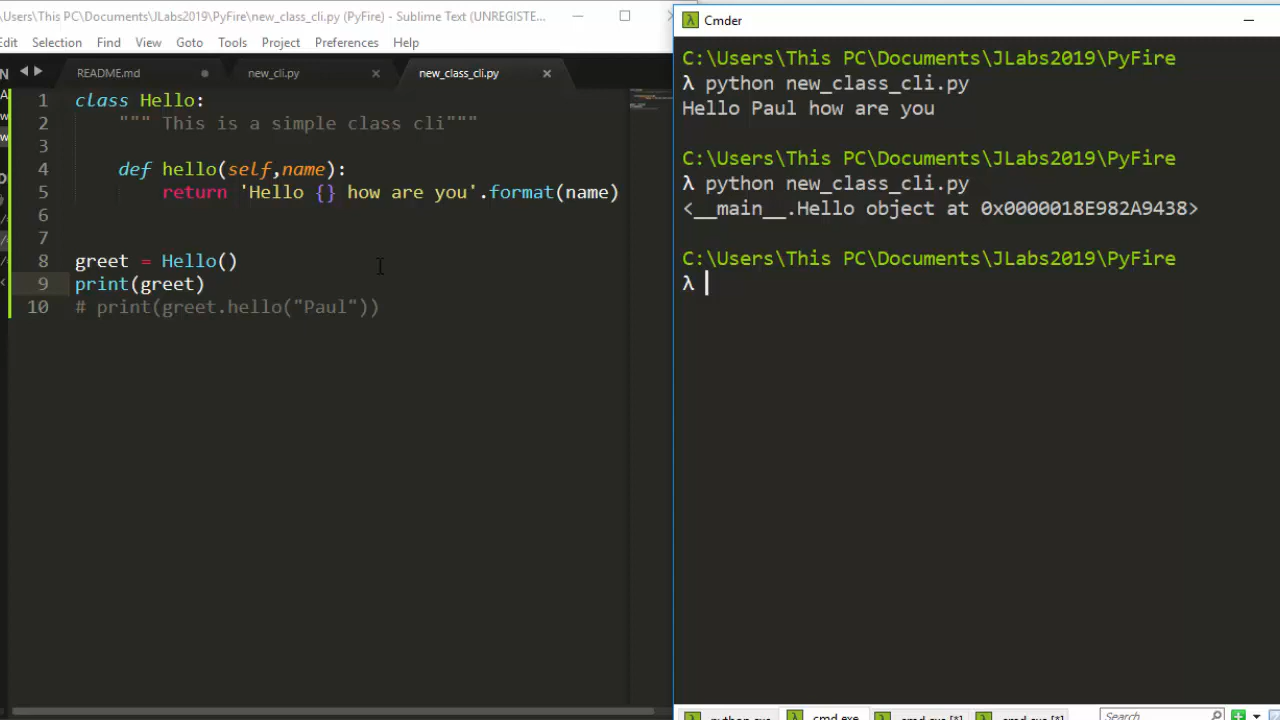 \Users\This PC\Documents\JLabs2019\PyFire\new_class_cli.py (PyFire) - Sublime Text (UNREGISTE...
Edit Selection Find View Goto Tools Project Preferences Help
README.md new_cli.py new_class_cli.py
1 class Hello:
2 """ This is a simple class cli"""
3
4 def hello(self,name):
5 return 'Hello {} how are you'.format(name)
6
7
8 greet = Hello()
9 print(greet)
10 # print(greet.hello("Paul"))
Cmder
C:\Users\This PC\Documents\JLabs2019\PyFire
λ python new_class_cli.py
Hello Paul how are you
C:\Users\This PC\Documents\JLabs2019\PyFire
λ python new_class_cli.py
<__main__.Hello object at 0x0000018E982A9438>
C:\Users\This PC\Documents\JLabs2019\PyFire
λ
python.exe cmd.exe cmd.exe [*] cmd.exe [*] Search